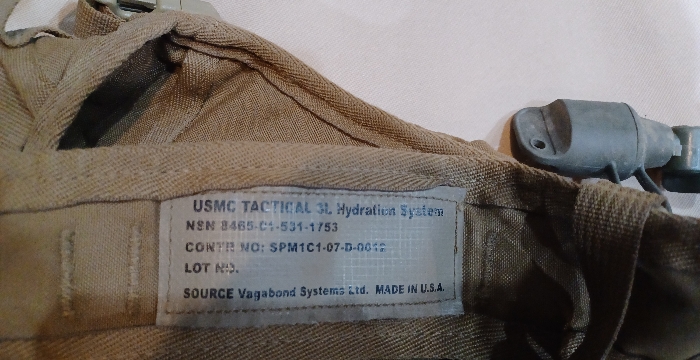 USMC TACTICAL 3L Hydration System
NSN 8465-01-531-1753
CONTR NO: SPM1C1-07-D-0012
LOT NO.
SOURCE Vagabond Systems Ltd. MADE IN U.S.A.